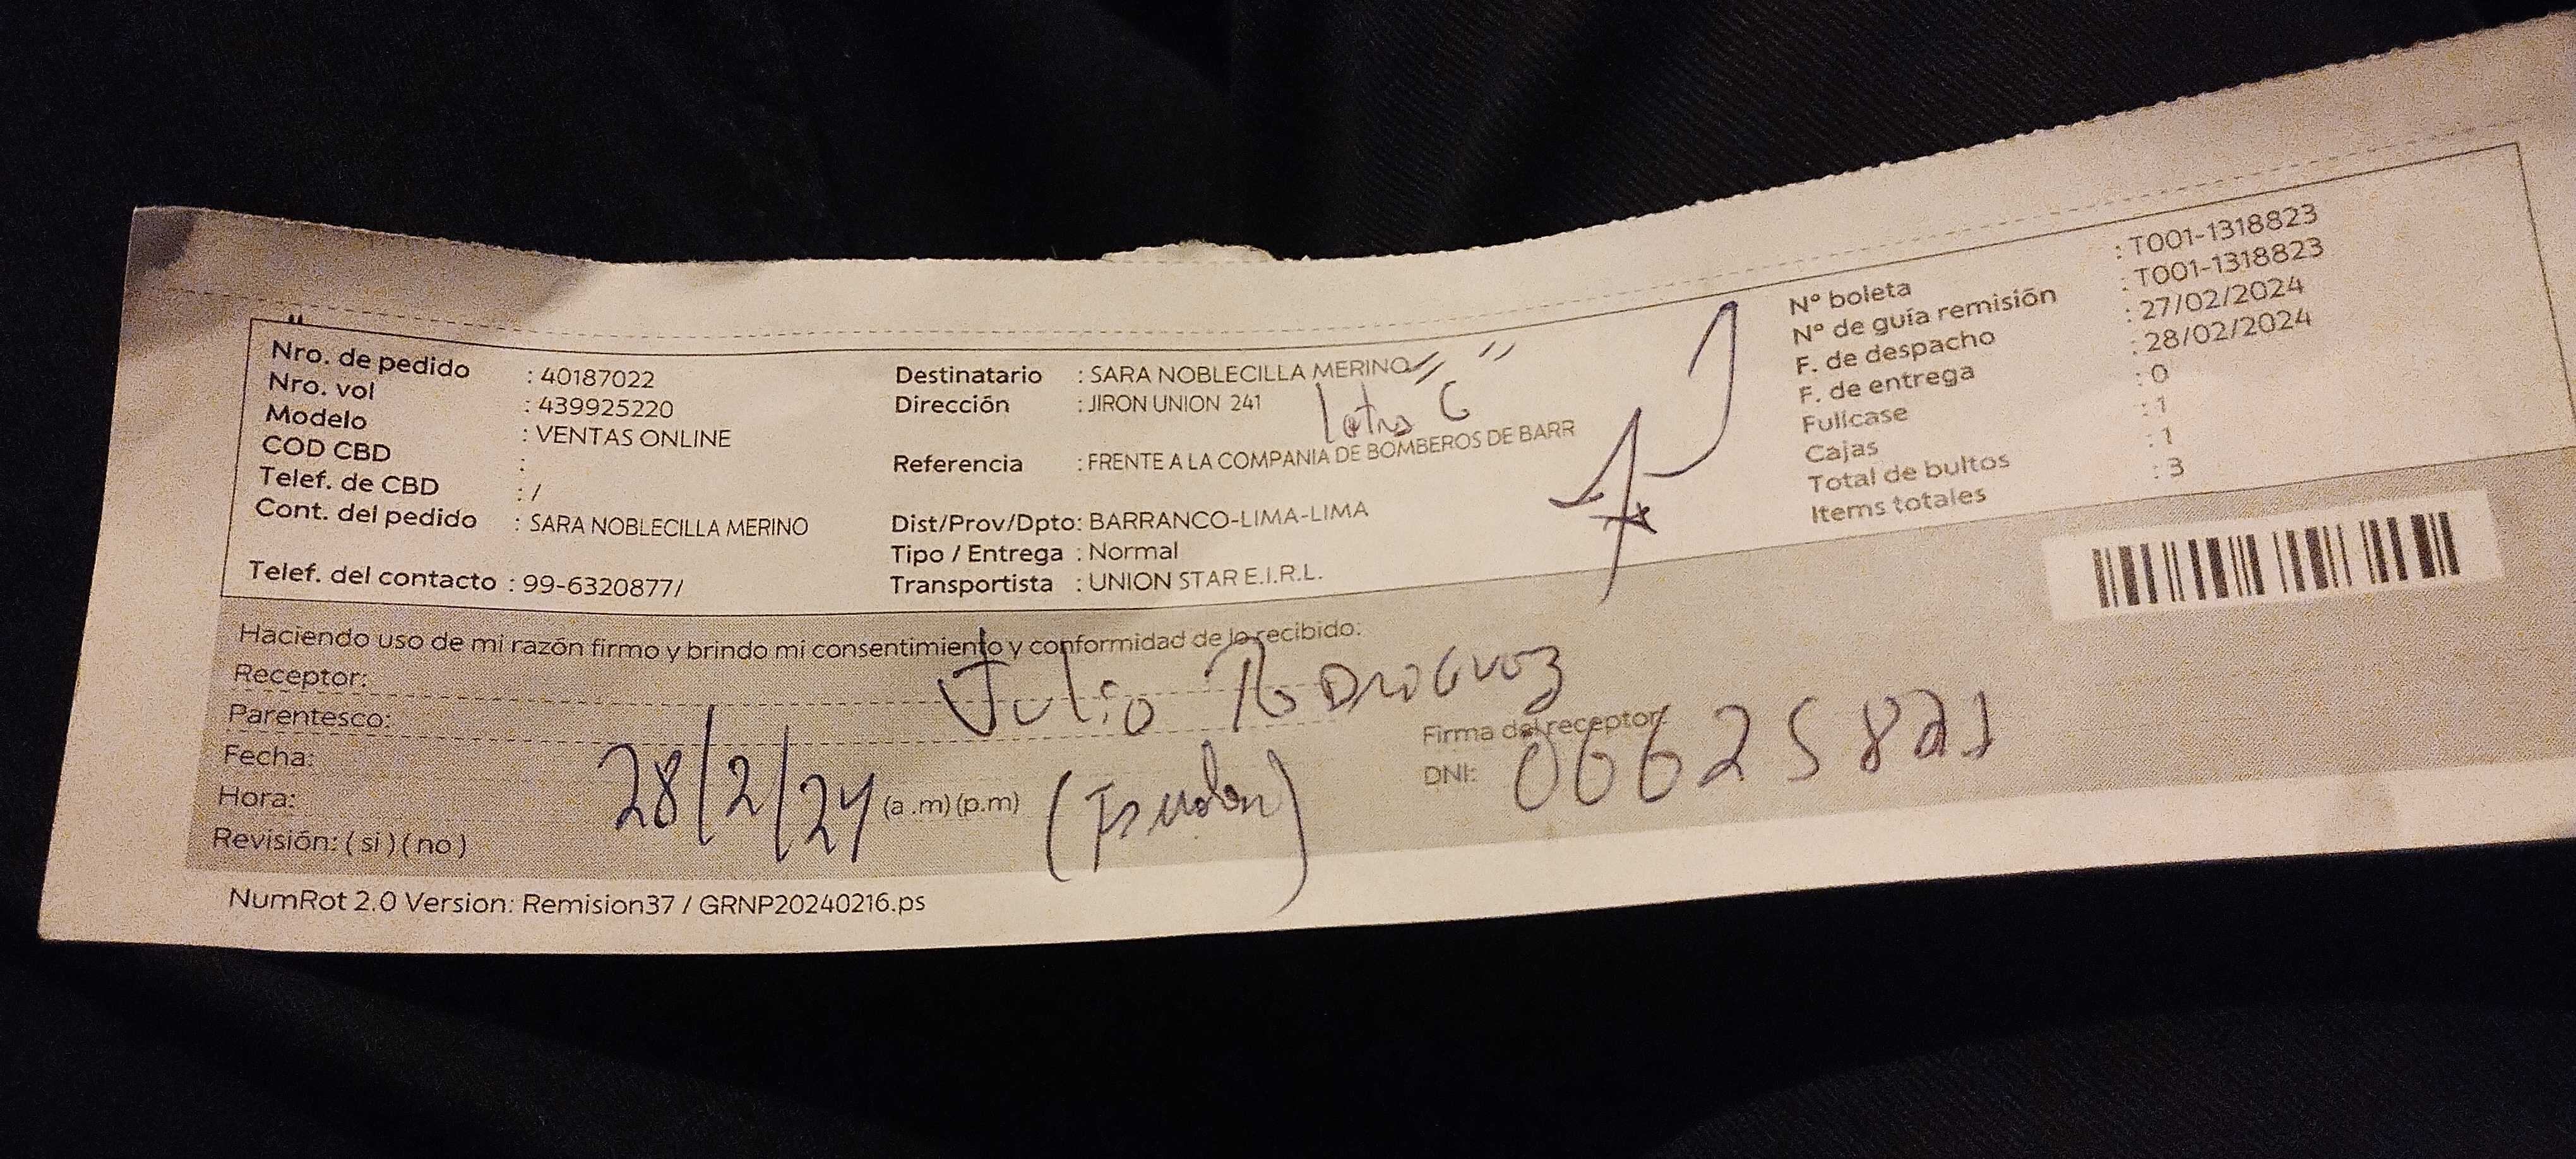 Nro. de pedido : 40187022
Nro. vol : 439925220
Modelo : VENTAS ONLINE
COD CBD :
Telef. de CBD : /
Cont. del pedido : SARA NOBLECILLA MERINO
Telef. del contacto : 99-6320877/
Destinatario : SARA NOBLECILLA MERINO
Dirección : JIRON UNION 241
letra C
Referencia : FRENTE A LA COMPANIA DE BOMBEROS DE BARR
Dist/Prov/Dpto: BARRANCO-LIMA-LIMA
Tipo / Entrega : Normal
Transportista : UNION STAR E.I.R.L.
N° boleta : T001-1318823
N° de guía remisión : T001-1318823
F. de despacho : 27/02/2024
F. de entrega : 28/02/2024
Fullcase : 0
Cajas : 1
Total de bultos : 1
Items totales : 3
Haciendo uso de mi razón firmo y brindo mi consentimiento y conformidad de lo recibido:
Receptor: Julio Rodriguez
Parentesco:
Firma del receptor:
Fecha: 28/2/24
DNI: 06625821
Hora: (a .m) (p.m)
Revisión: ( si ) ( no )
NumRot 2.0 Version: Remision37 / GRNP20240216.ps